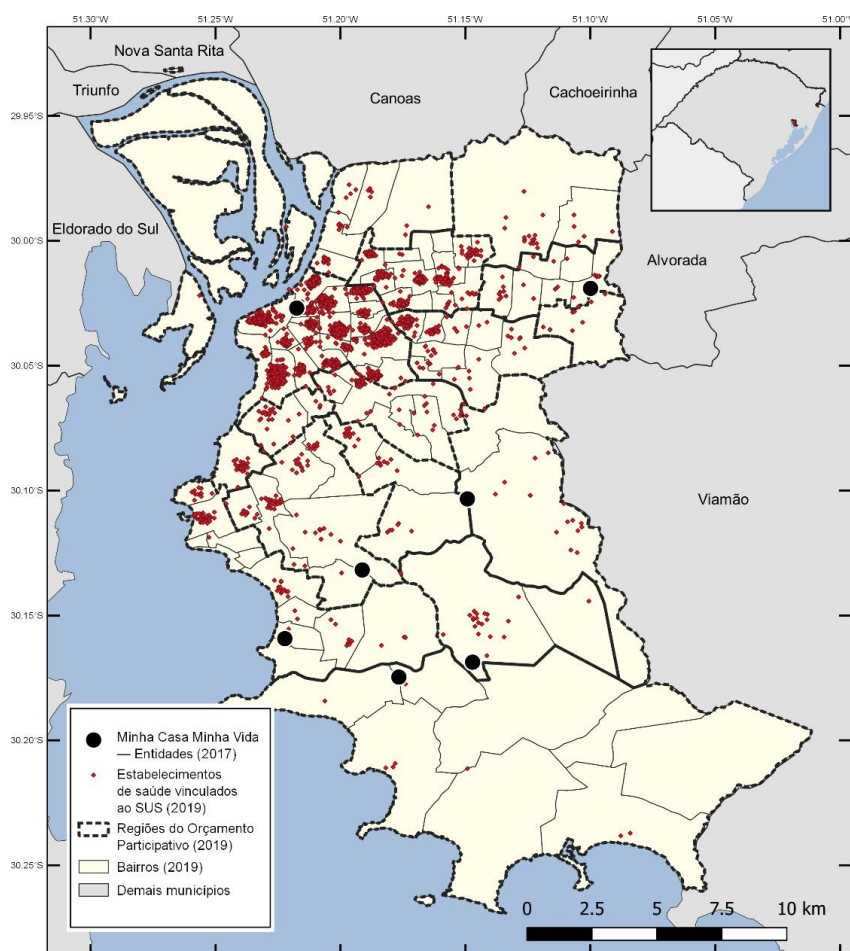 51.30°W 51.25°W 51.20°W 51.15°W 51.10°W 51.05°W 51.00°W
Nova Santa Rita
Triunfo
Canoas
Cachoeirinha
29.95°S
Eldorado do Sul
30.00°S
Alvorada
30.05°S
30.10°S
Viamão
30.15°S
30.20°S
30.25°S
Minha Casa Minha Vida
— Entidades (2017)
Estabelecimentos
de saúde vinculados
ao SUS (2019)
Regiões do Orçamento
Participativo (2019)
Bairros (2019)
Demais municípios
0 2.5 5 7.5 10 km